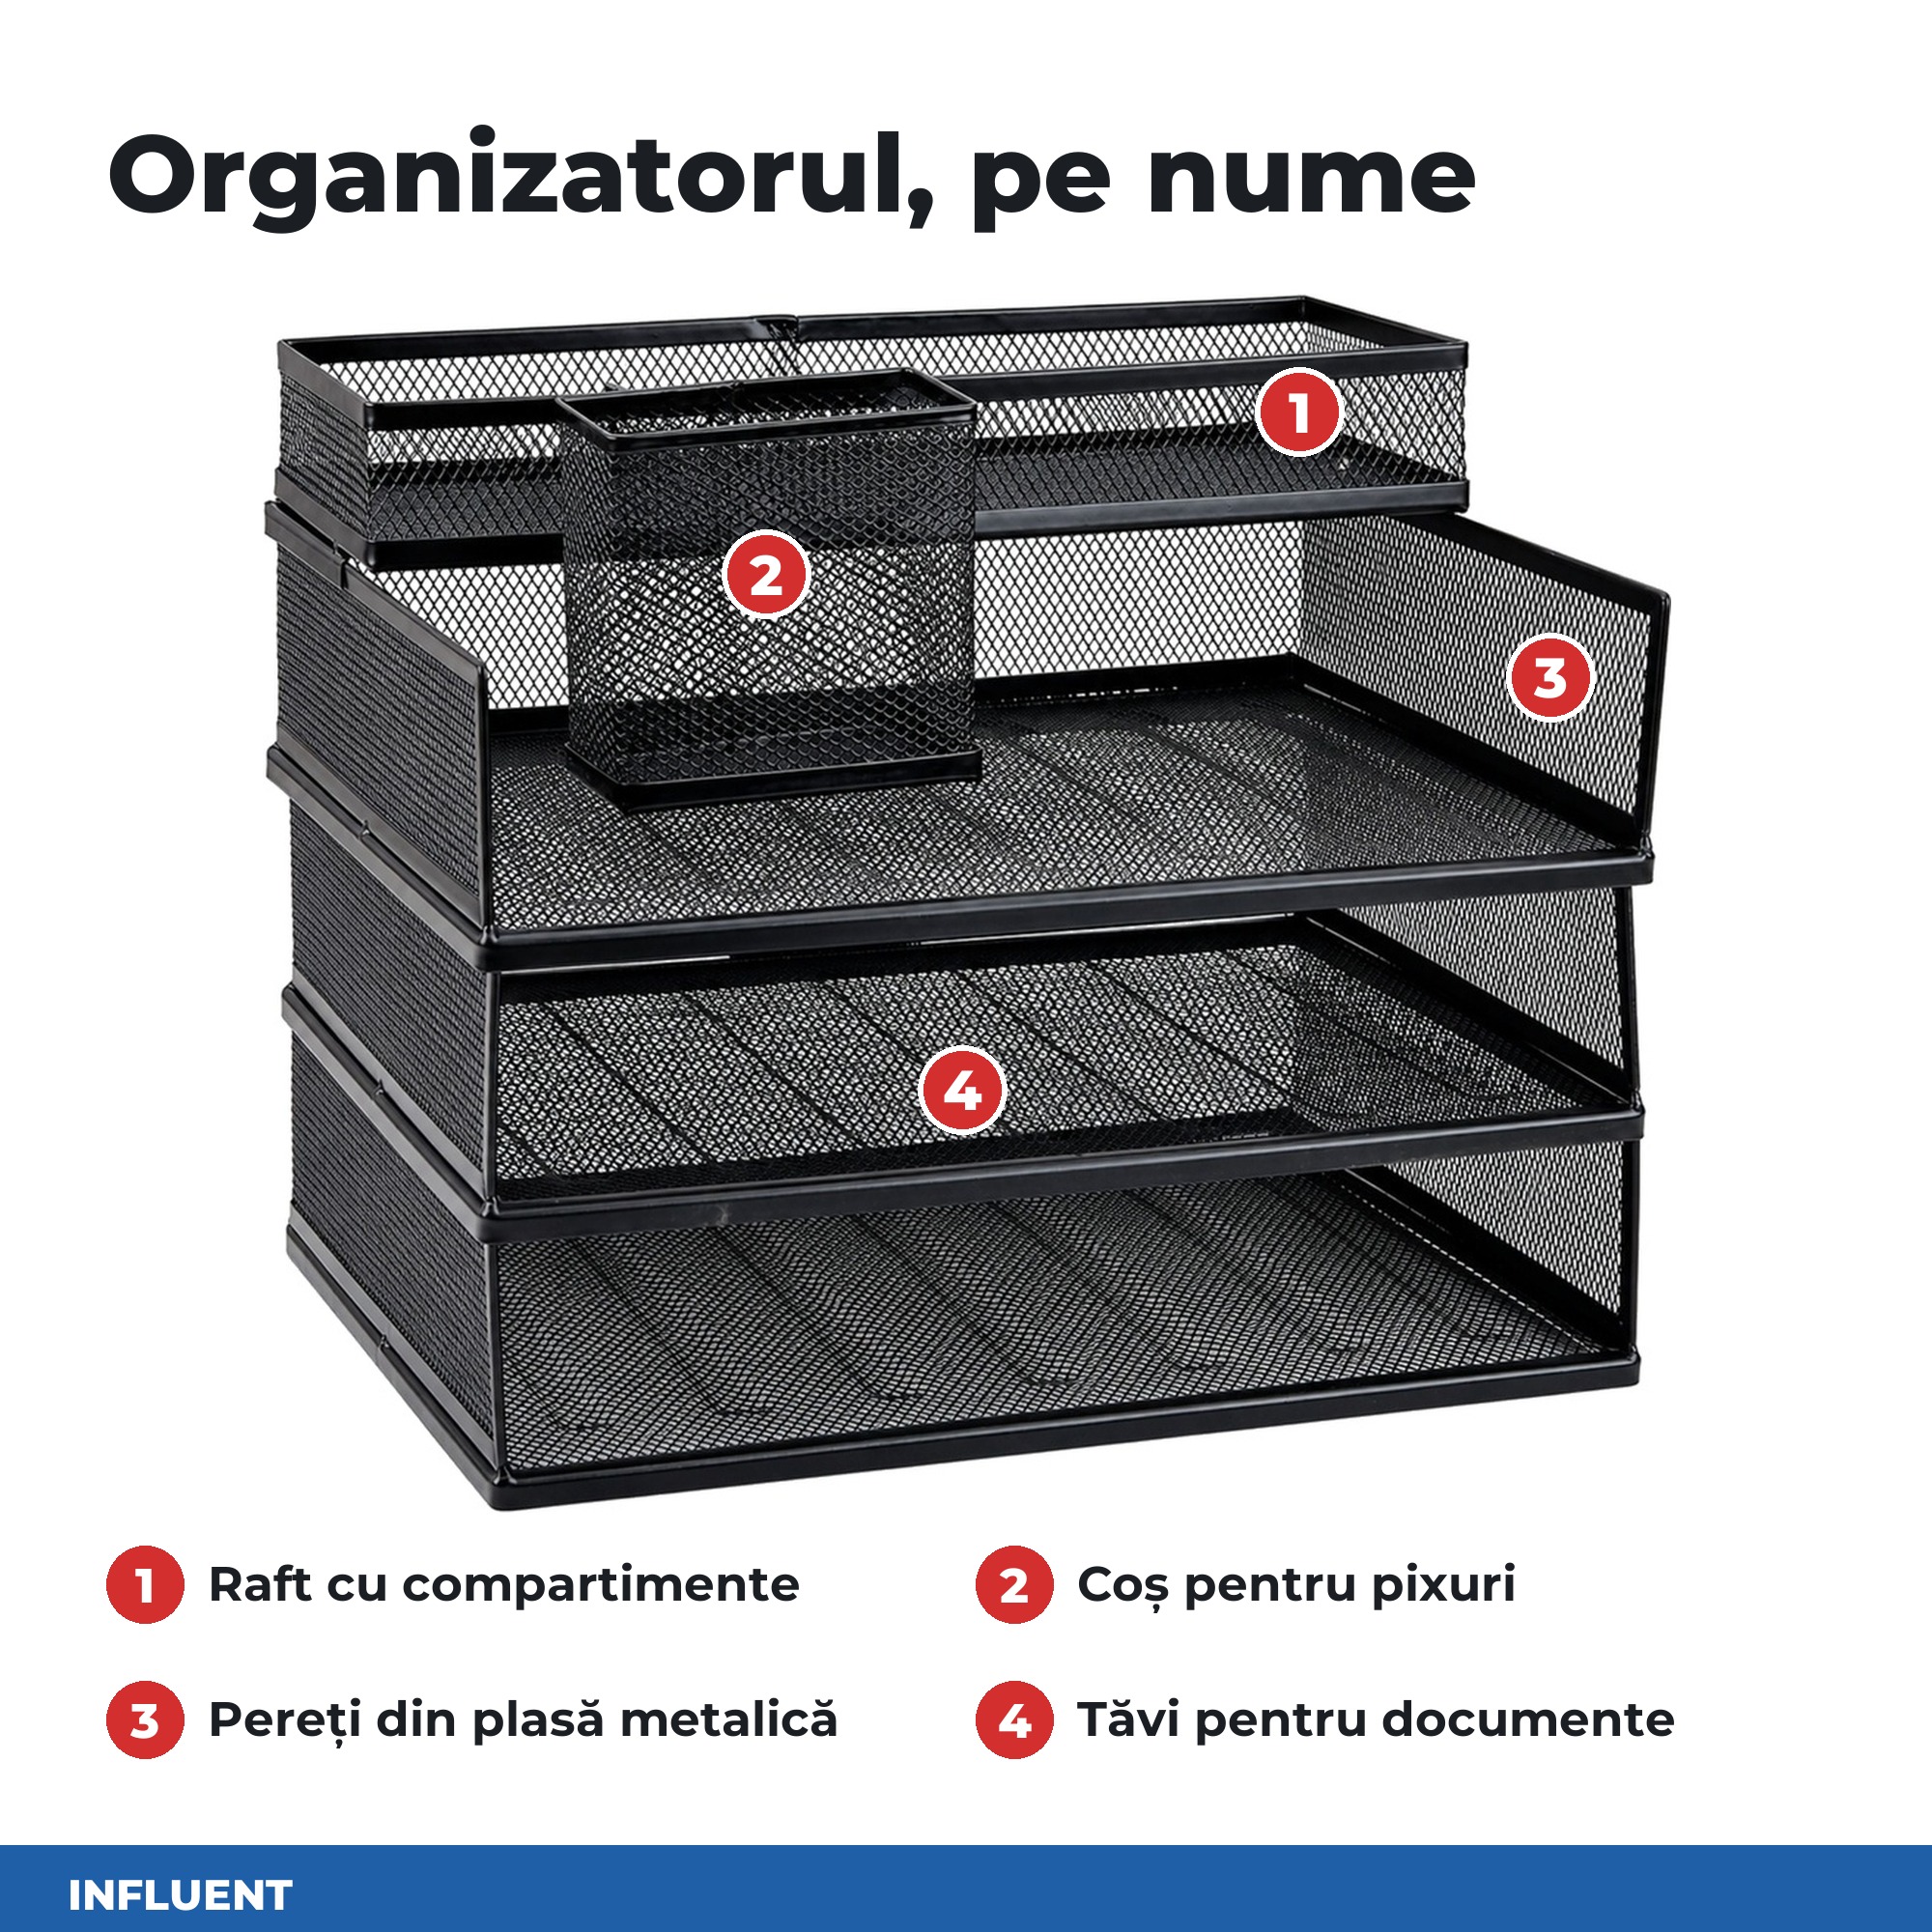 Organizatorul, pe nume
1
2
3
4
1 Raft cu compartimente
2 Coș pentru pixuri
3 Pereți din plasă metalică
4 Tăvi pentru documente
INFLUENT